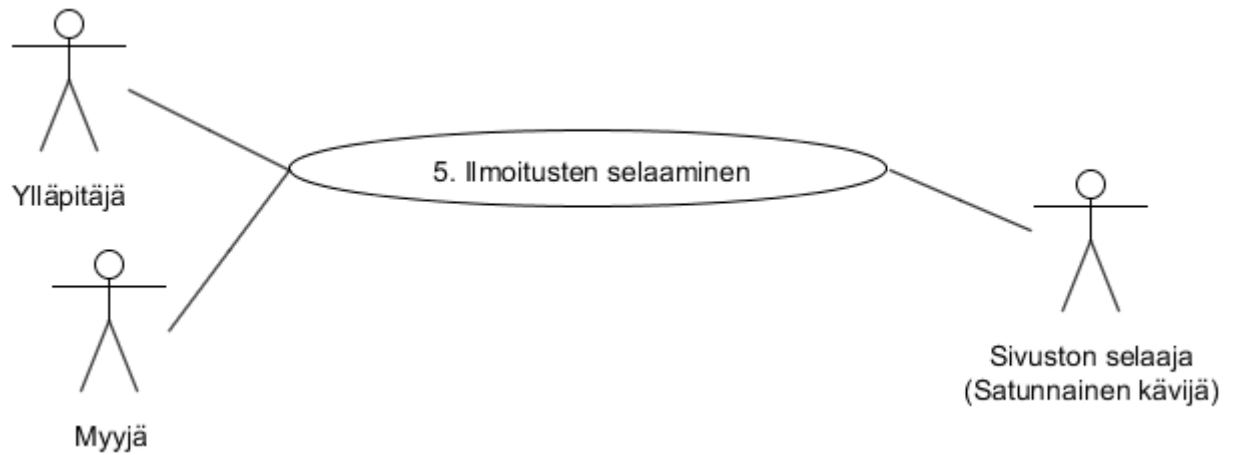 5. Ilmoitusten selaaminen
Ylläpitäjä
Myyjä
Sivuston selaaja
(Satunnainen kävijä)